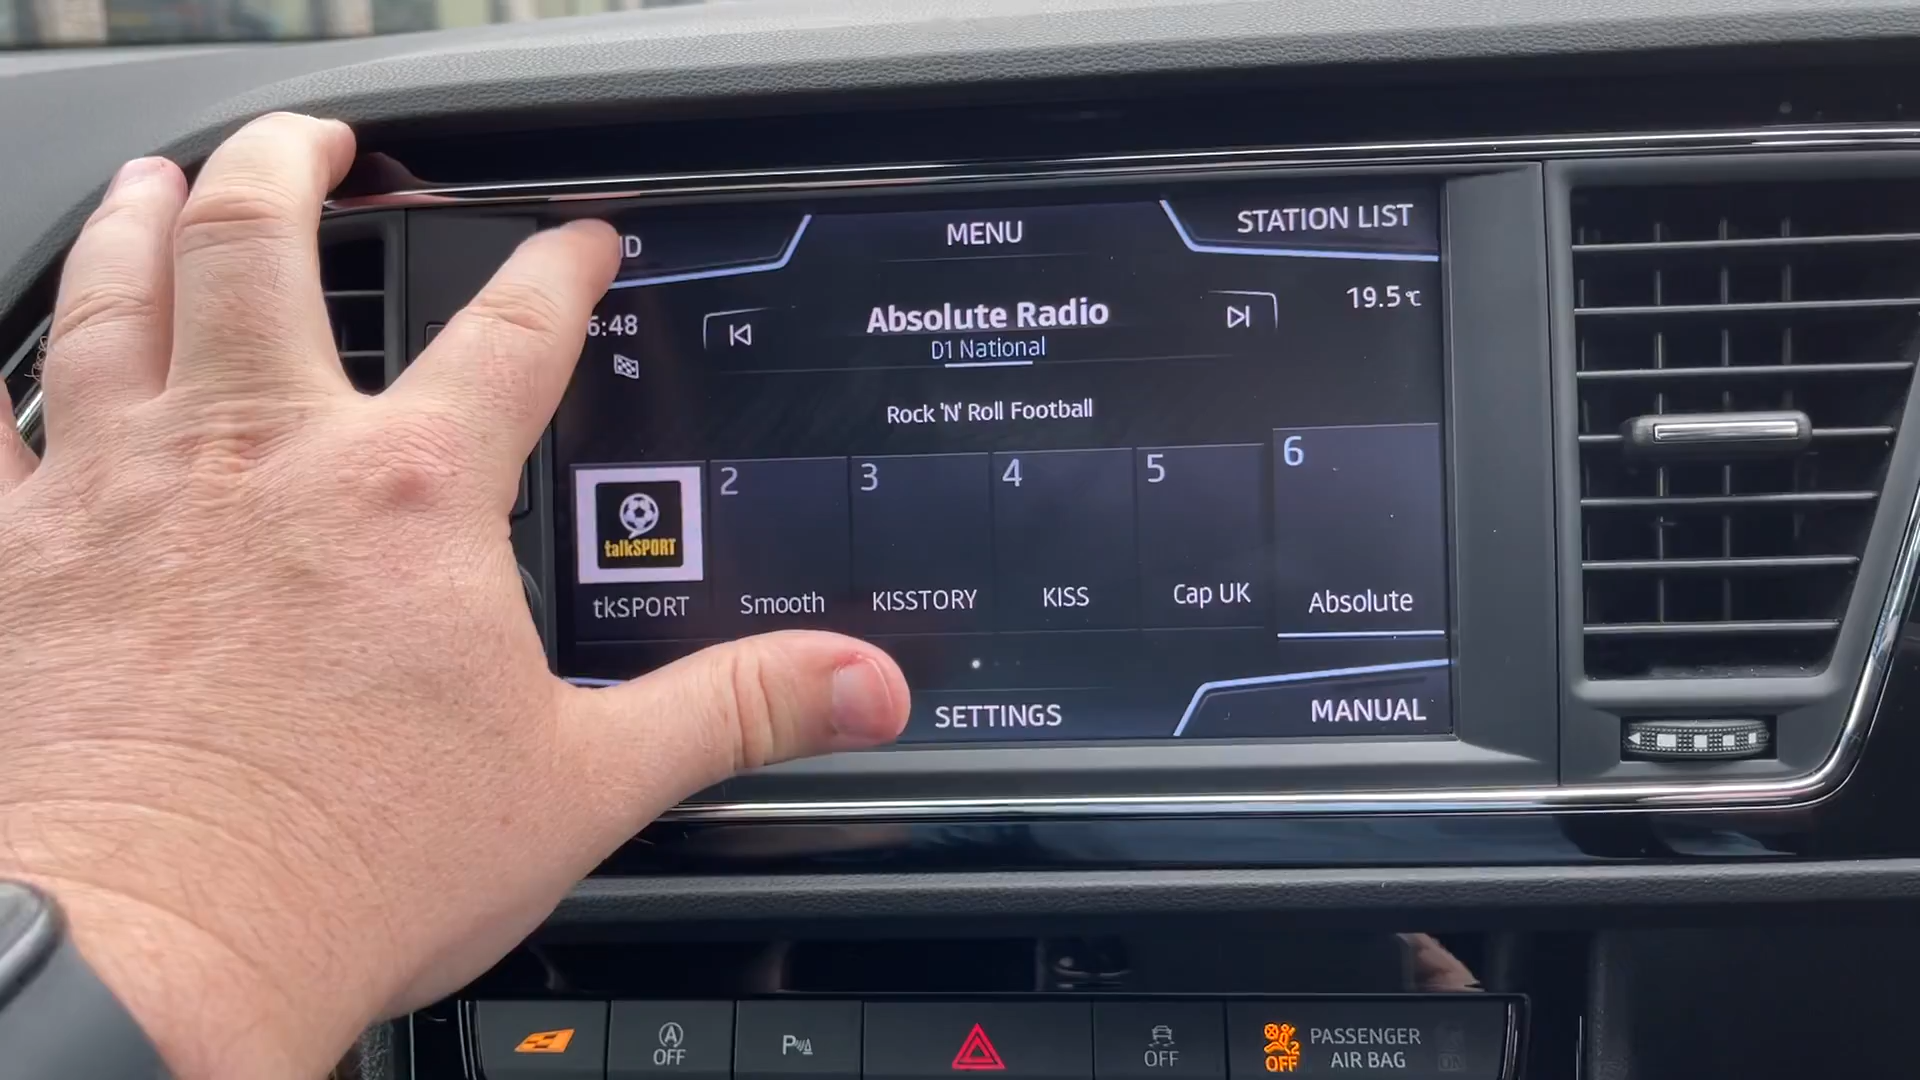 MENU
STATION LIST
6:48
19.5°C
Absolute Radio
D1 National
Rock 'N' Roll Football
talkSPORT
2
3
4
5
6
tkSPORT
Smooth
KISSTORY
KISS
Cap UK
Absolute
SETTINGS
MANUAL
A
OFF
P
OFF
2
OFF
PASSENGER
AIR BAG